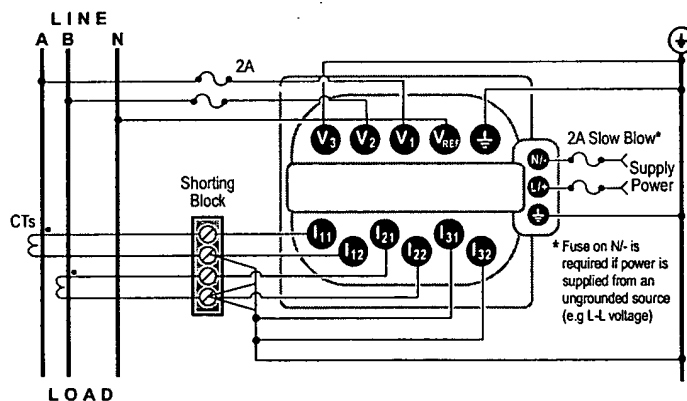 LINE
A B N
2A
V3 V2 V1 VREF
N/-
2A Slow Blow*
L/+
Supply
Power
Shorting
Block
CTs
I11 I12 I21 I22 I31 I32
* Fuse on N/- is
required if power is
supplied from an
ungrounded source
(e.g L-L voltage)
LOAD